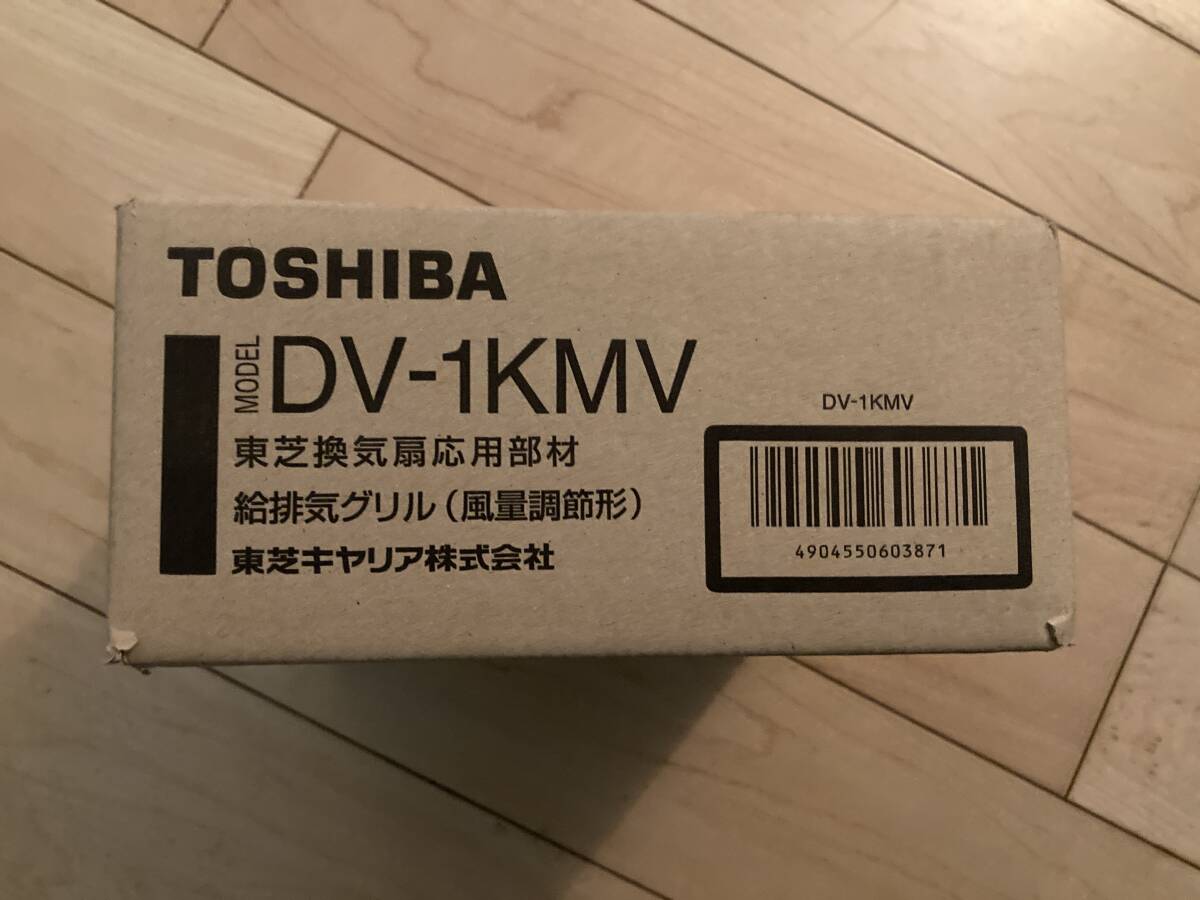 TOSHIBA
MODEL DV-1KMV
東芝換気扇応用部材
給排気グリル(風量調節形)
東芝キヤリア株式会社
DV-1KMV
4904550603871